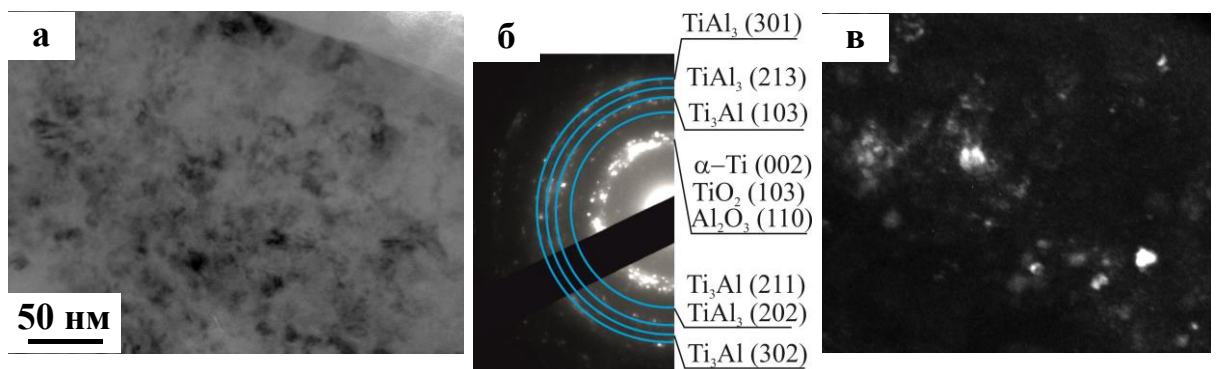 а
50 нм
б
TiAl₃ (301)
TiAl₃ (213)
Ti₃Al (103)
α−Ti (002)
TiO₂ (103)
Al₂O₃ (110)
Ti₃Al (211)
TiAl₃ (202)
Ti₃Al (302)
в